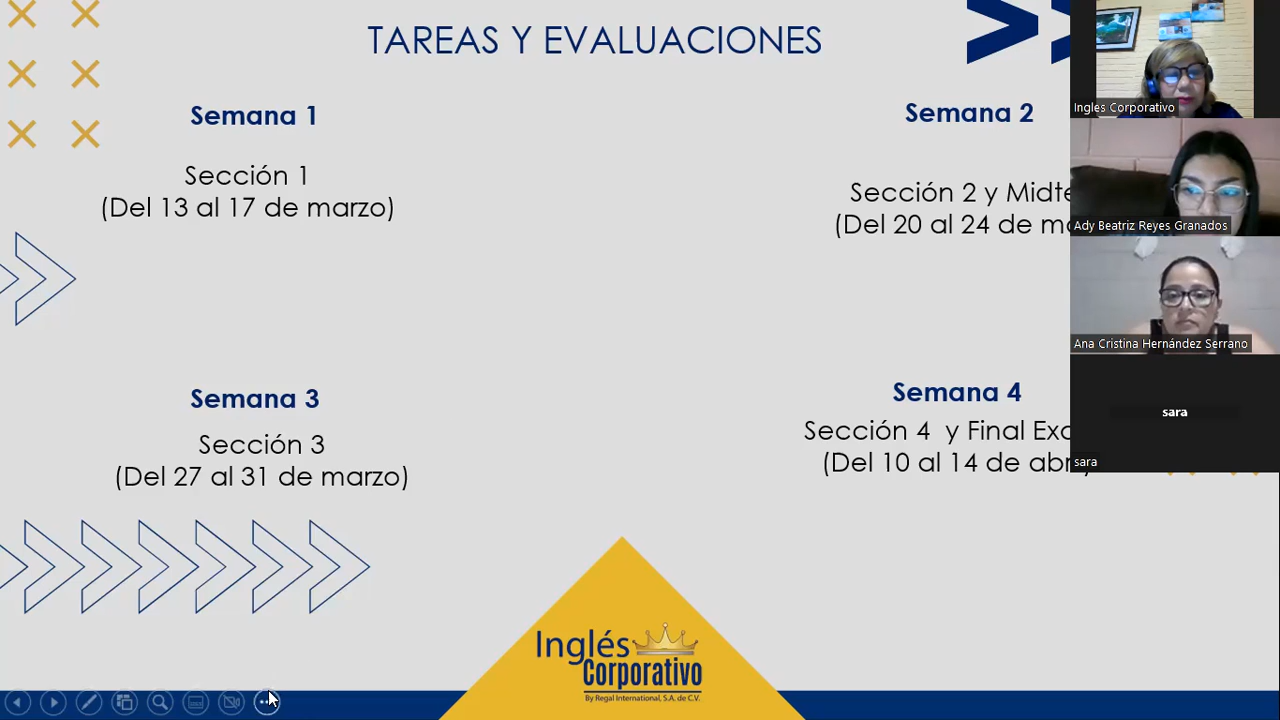 TAREAS Y EVALUACIONES
Semana 1
Sección 1
(Del 13 al 17 de marzo)
Semana 2
Sección 2 y
(Del 20 al 24 de
Semana 3
Sección 3
(Del 27 al 31 de marzo)
Semana 4
Sección 4 y Final
(Del 10 al 14 de
Inglés
Corporativo
By Regal International, S.A. de C.V.
Ingles Corporativo
Ady Beatriz Reyes Granados
Ana Cristina Hernández Serrano
sara
sara